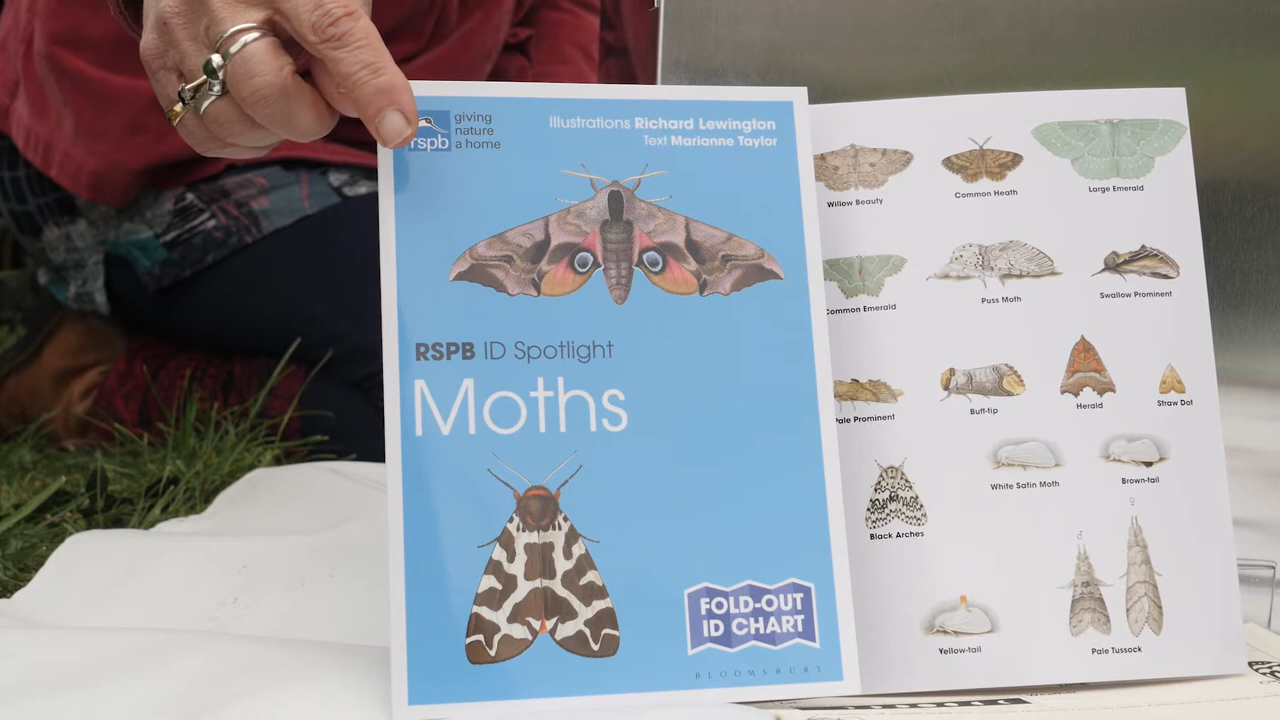 rspb
giving
nature
a home
Illustrations Richard Lewington
Text Marianne Taylor
RSPB ID Spotlight
Moths
FOLD-OUT
ID CHART
BLOOMSBURY
Willow Beauty
Common Heath
Large Emerald
Common Emerald
Puss Moth
Swallow Prominent
Pale Prominent
Buff-tip
Herald
Straw Dot
White Satin Moth
Brown-tail
Black Arches
♀
♂
Yellow-tail
Pale Tussock